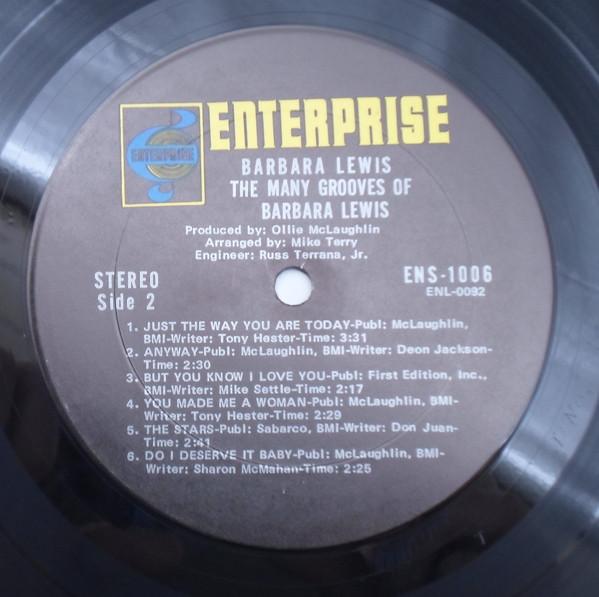 ENTERPRISE
ENTERPRISE
BARBARA LEWIS
THE MANY GROOVES OF
BARBARA LEWIS
Produced by: Ollie McLaughlin
Arranged by: Mike Terry
Engineer: Russ Terrana, Jr.
STEREO
Side 2
ENS-1006
ENL-0092
1. JUST THE WAY YOU ARE TODAY-Publ: McLaughlin,
BMI-Writer: Tony Hester-Time: 3:31
2. ANYWAY-Publ: McLaughlin, BMI-Writer: Deon Jackson-
Time: 2:30
3. BUT YOU KNOW I LOVE YOU-Publ: First Edition, Inc.,
BMI-Writer: Mike Settle-Time: 2:17
4. YOU MADE ME A WOMAN-Publ: McLaughlin, BMI-
Writer: Tony Hester-Time: 2:29
5. THE STARS-Publ: Sabarco, BMI-Writer: Don Juan-
Time: 2:41
6. DO I DESERVE IT BABY-Publ: McLaughlin, BMI-
Writer: Sharon McMahan-Time: 2:25